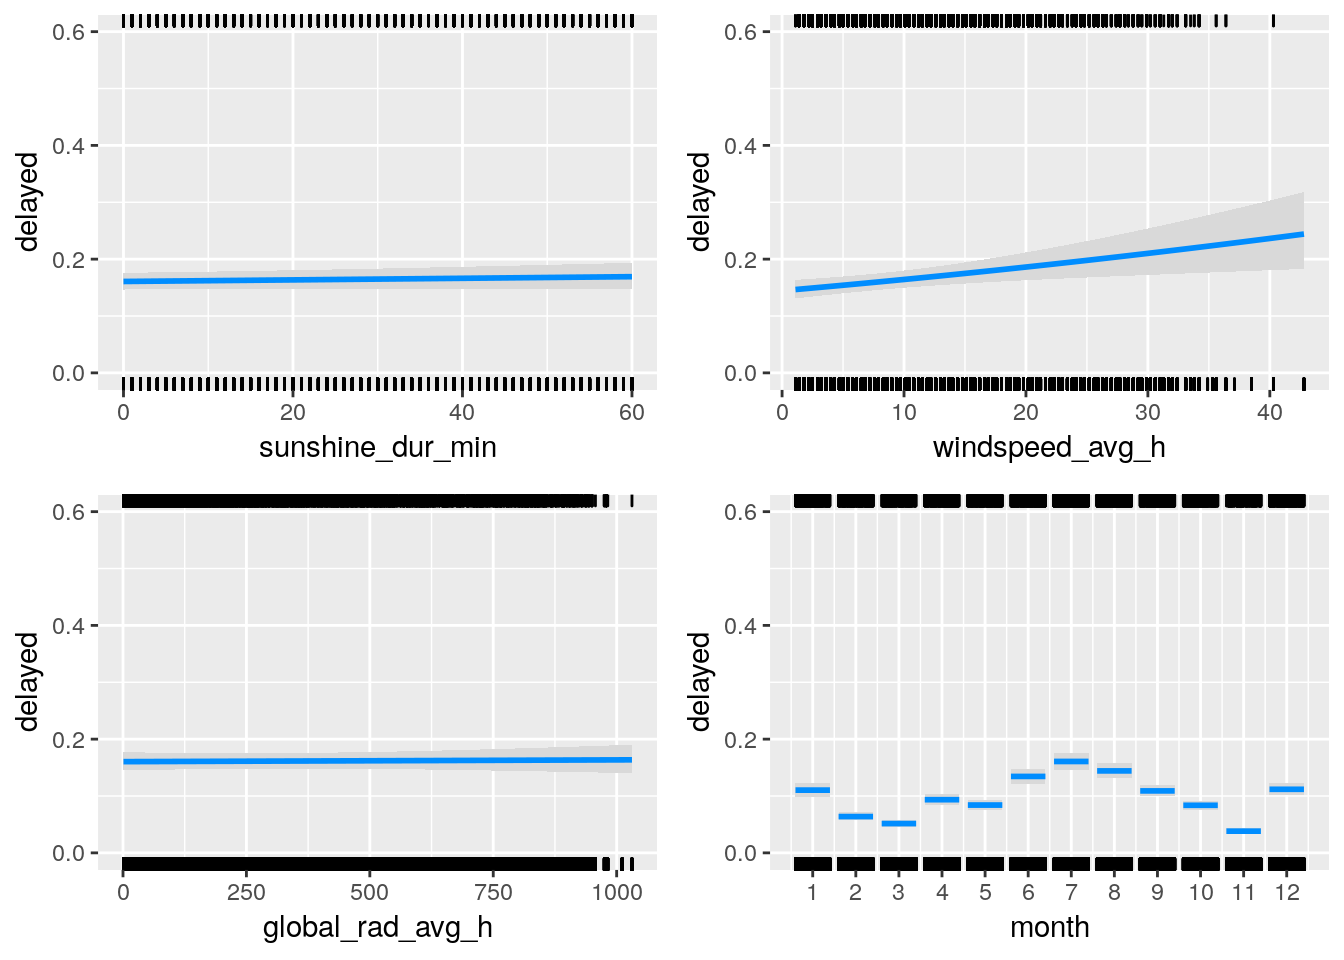 delayed
0.6
0.4
0.2
0.0
0 20 40 60
sunshine_dur_min
delayed
0.6
0.4
0.2
0.0
0 10 20 30 40
windspeed_avg_h
delayed
0.6
0.4
0.2
0.0
0 250 500 750 1000
global_rad_avg_h
delayed
0.6
0.4
0.2
0.0
1 2 3 4 5 6 7 8 9 10 11 12
month